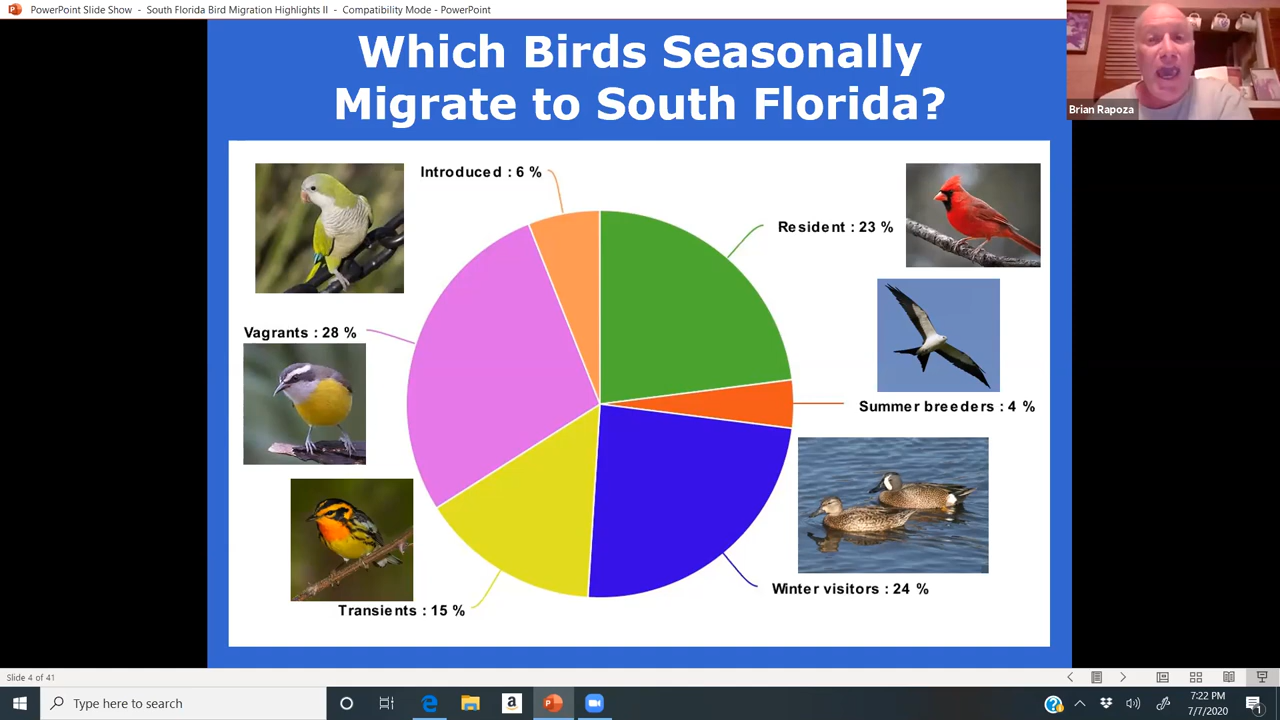 PowerPoint Slide Show - South Florida Bird Migration Highlights II - Compatibility Mode - PowerPoint
Which Birds Seasonally
Migrate to South Florida?
Brian Rapoza
Introduced : 6 %
Resident : 23 %
Vagrants : 28 %
Summer breeders : 4 %
Winter visitors : 24 %
Transients : 15 %
Slide 4 of 41
Type here to search
7:22 PM
7/7/2020
1